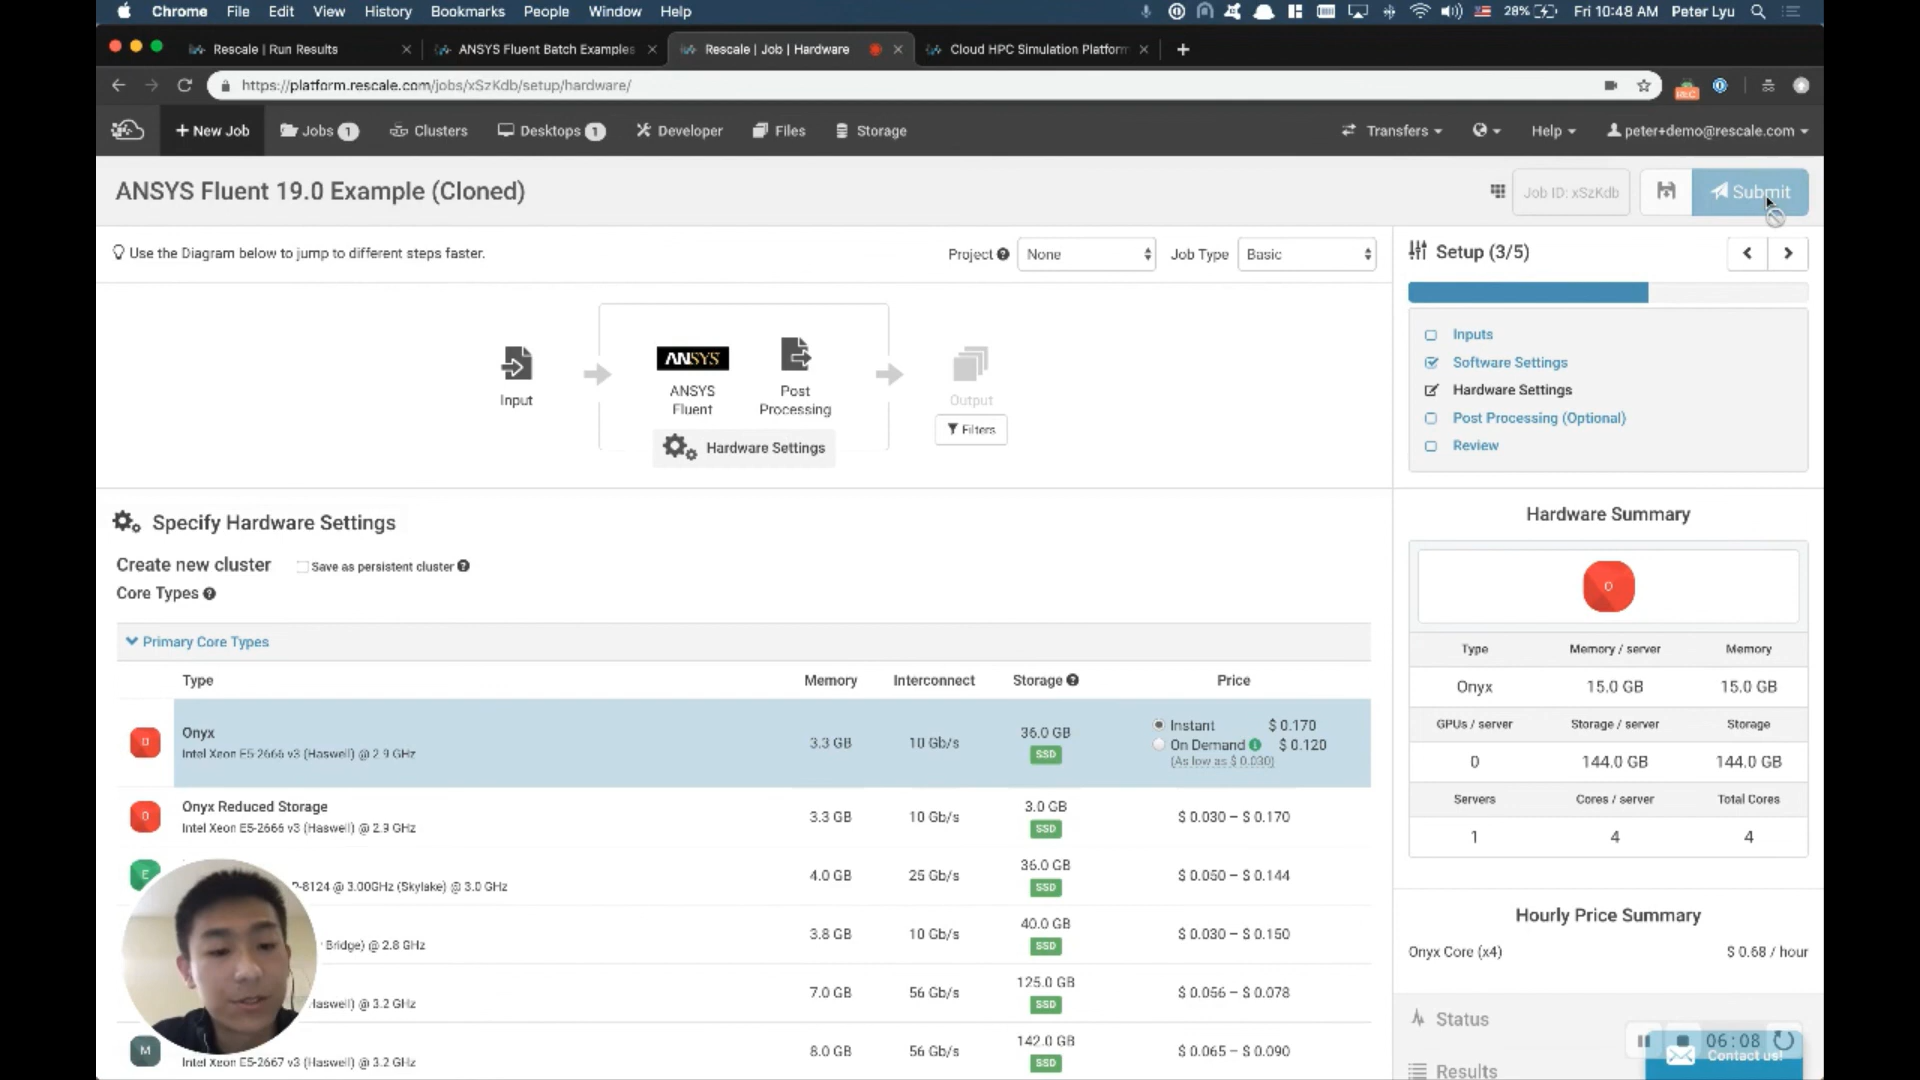 Chrome File Edit View History Bookmarks People Window Help 28% Fri 10:48 AM Peter Lyu
Rescale | Run Results ANSYS Fluent Batch Examples Rescale | Job | Hardware Cloud HPC Simulation Platform
https://platform.rescale.com/jobs/xSzKdb/setup/hardware/ REC
New Job Jobs 1 Clusters Desktops 1 Developer Files Storage Transfers Help peter+demo@rescale.com
ANSYS Fluent 19.0 Example (Cloned) Job ID: xSzKdb Submit
Use the Diagram below to jump to different steps faster. Project None Job Type Basic
Input
ANSYS
ANSYS
Fluent
Post
Processing
Hardware Settings
Output
Filters
Setup (3/5)
Inputs
Software Settings
Hardware Settings
Post Processing (Optional)
Review
Specify Hardware Settings
Create new cluster Save as persistent cluster
Core Types
Primary Core Types
Type Memory Interconnect Storage Price
O Onyx
Intel Xeon E5-2666 v3 (Haswell) @ 2.9 GHz
3.3 GB 10 Gb/s 36.0 GB
SSD
Instant $ 0.170
On Demand $ 0.120
(As low as $ 0.030)
O Onyx Reduced Storage
Intel Xeon E5-2666 v3 (Haswell) @ 2.9 GHz
3.3 GB 10 Gb/s 3.0 GB $ 0.030 – $ 0.170
SSD
E
-8124 @ 3.00GHz (Skylake) @ 3.0 GHz
4.0 GB 25 Gb/s 36.0 GB $ 0.050 – $ 0.144
SSD
Bridge) @ 2.8 GHz
3.8 GB 10 Gb/s 40.0 GB $ 0.030 – $ 0.150
SSD
Haswell) @ 3.2 GHz
7.0 GB 56 Gb/s 125.0 GB $ 0.056 – $ 0.078
SSD
M
Intel Xeon E5-2667 v3 (Haswell) @ 3.2 GHz
8.0 GB 56 Gb/s 142.0 GB $ 0.065 – $ 0.090
SSD
Hardware Summary
O
Type Memory / server Memory
Onyx 15.0 GB 15.0 GB
GPUs / server Storage / server Storage
0 144.0 GB 144.0 GB
Servers Cores / server Total Cores
1 4 4
Hourly Price Summary
Onyx Core (x4) $ 0.68 / hour
Status
06:08
Contact us!
Results